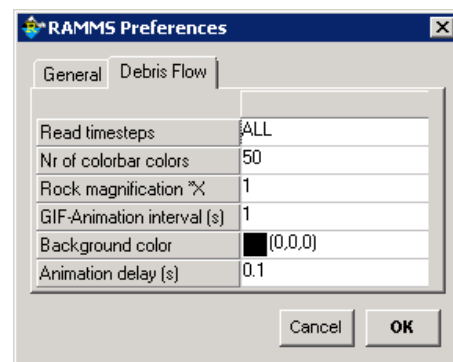 RAMMS Preferences
General Debris Flow
Read timesteps ALL
Nr of colorbar colors 50
Rock magnification *X 1
GIF-Animation interval (s) 1
Background color (0,0,0)
Animation delay (s) 0.1
Cancel OK